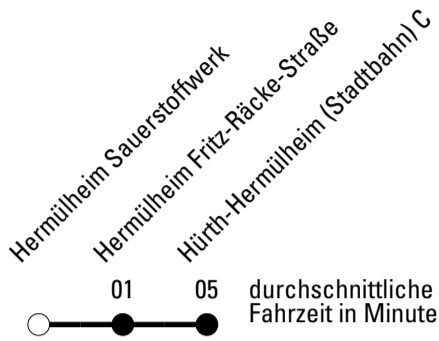 Hermülheim Sauerstoffwerk
Hermülheim Fritz-Räcke-Straße
Hürth-Hermülheim (Stadtbahn) C
01 05 durchschnittliche
Fahrzeit in Minute